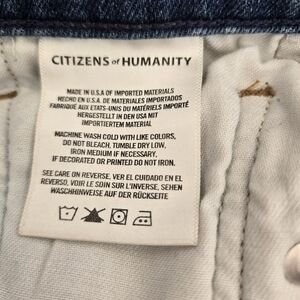 CITIZENS of HUMANITY
MADE IN U.S.A OF IMPORTED MATERIALS
HECHO EN U.S.A. DE MATERIALES IMPORTADOS
FABRIQUÉ AUX ETATS-UNIS DU MATÉRIES IMPORTÉ
HERGESTELLT IN DEN USA MIT
IMPORTIERTEM MATERIAL
MACHINE WASH COLD WITH LIKE COLORS,
DO NOT BLEACH, TUMBLE DRY LOW,
IRON MEDIUM IF NECESSARY.
IF DECORATED OR PRINTED DO NOT IRON.
SEE CARE ON REVERSE, VER EL CUIDADO EN EL
REVERSO, VOIR LE SOIN SUR L'INVERSE, SEHEN
WASCHHINWEISE AUF DER RÜCKSEITE